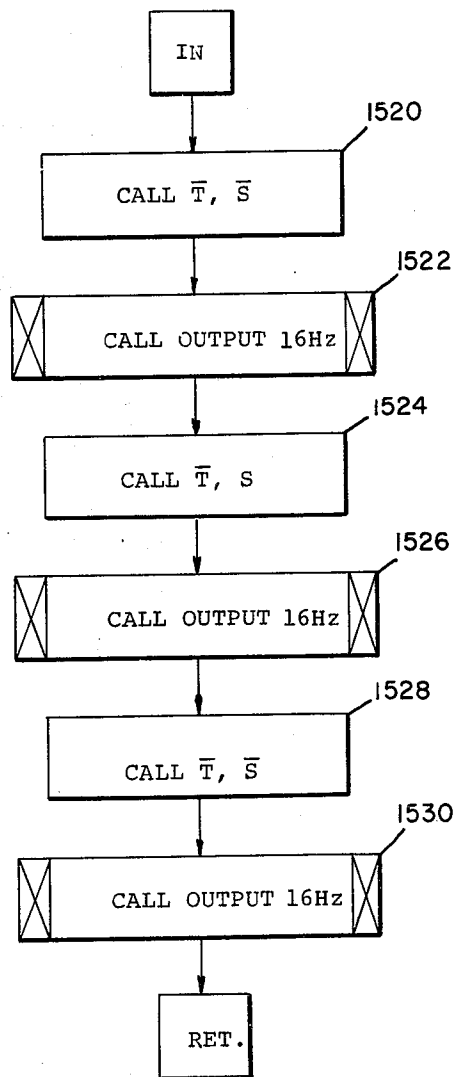 IN
1520
CALL T̅, S̅
1522
CALL OUTPUT 16Hz
1524
CALL T̅, S
1526
CALL OUTPUT 16Hz
1528
CALL T̅, S̅
1530
CALL OUTPUT 16Hz
RET.